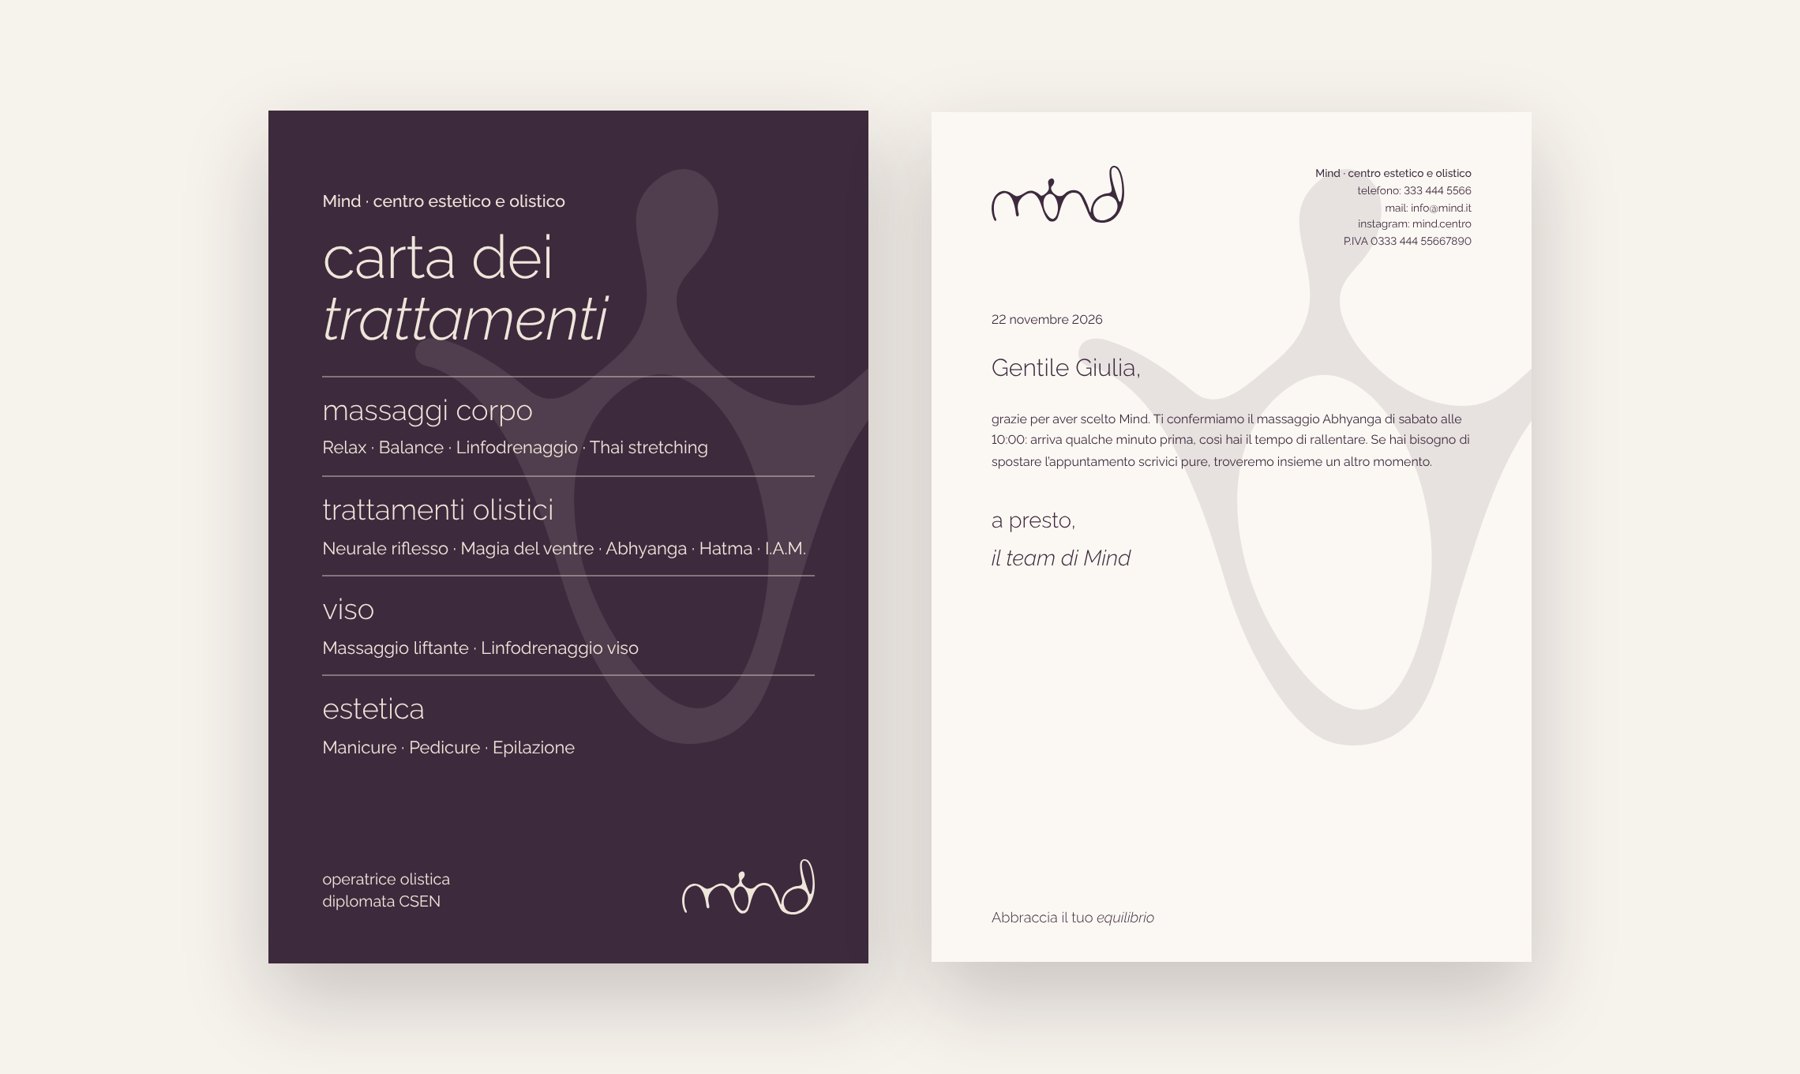 Mind · centro estetico e olistico
carta dei
trattamenti
massaggi corpo
Relax · Balance · Linfodrenaggio · Thai stretching
trattamenti olistici
Neurale riflesso · Magia del ventre · Abhyanga · Hatma · I.A.M.
viso
Massaggio liftante · Linfodrenaggio viso
estetica
Manicure · Pedicure · Epilazione
operatrice olistica
diplomata CSEN
mind
mind
Mind · centro estetico e olistico
telefono: 333 444 5566
mail: info@mind.it
instagram: mind.centro
P.IVA 0333 444 55667890
22 novembre 2026
Gentile Giulia,
grazie per aver scelto Mind. Ti confermiamo il massaggio Abhyanga di sabato alle
10:00: arriva qualche minuto prima, così hai il tempo di rallentare. Se hai bisogno di
spostare l'appuntamento scrivici pure, troveremo insieme un altro momento.
a presto,
il team di Mind
Abbraccia il tuo equilibrio